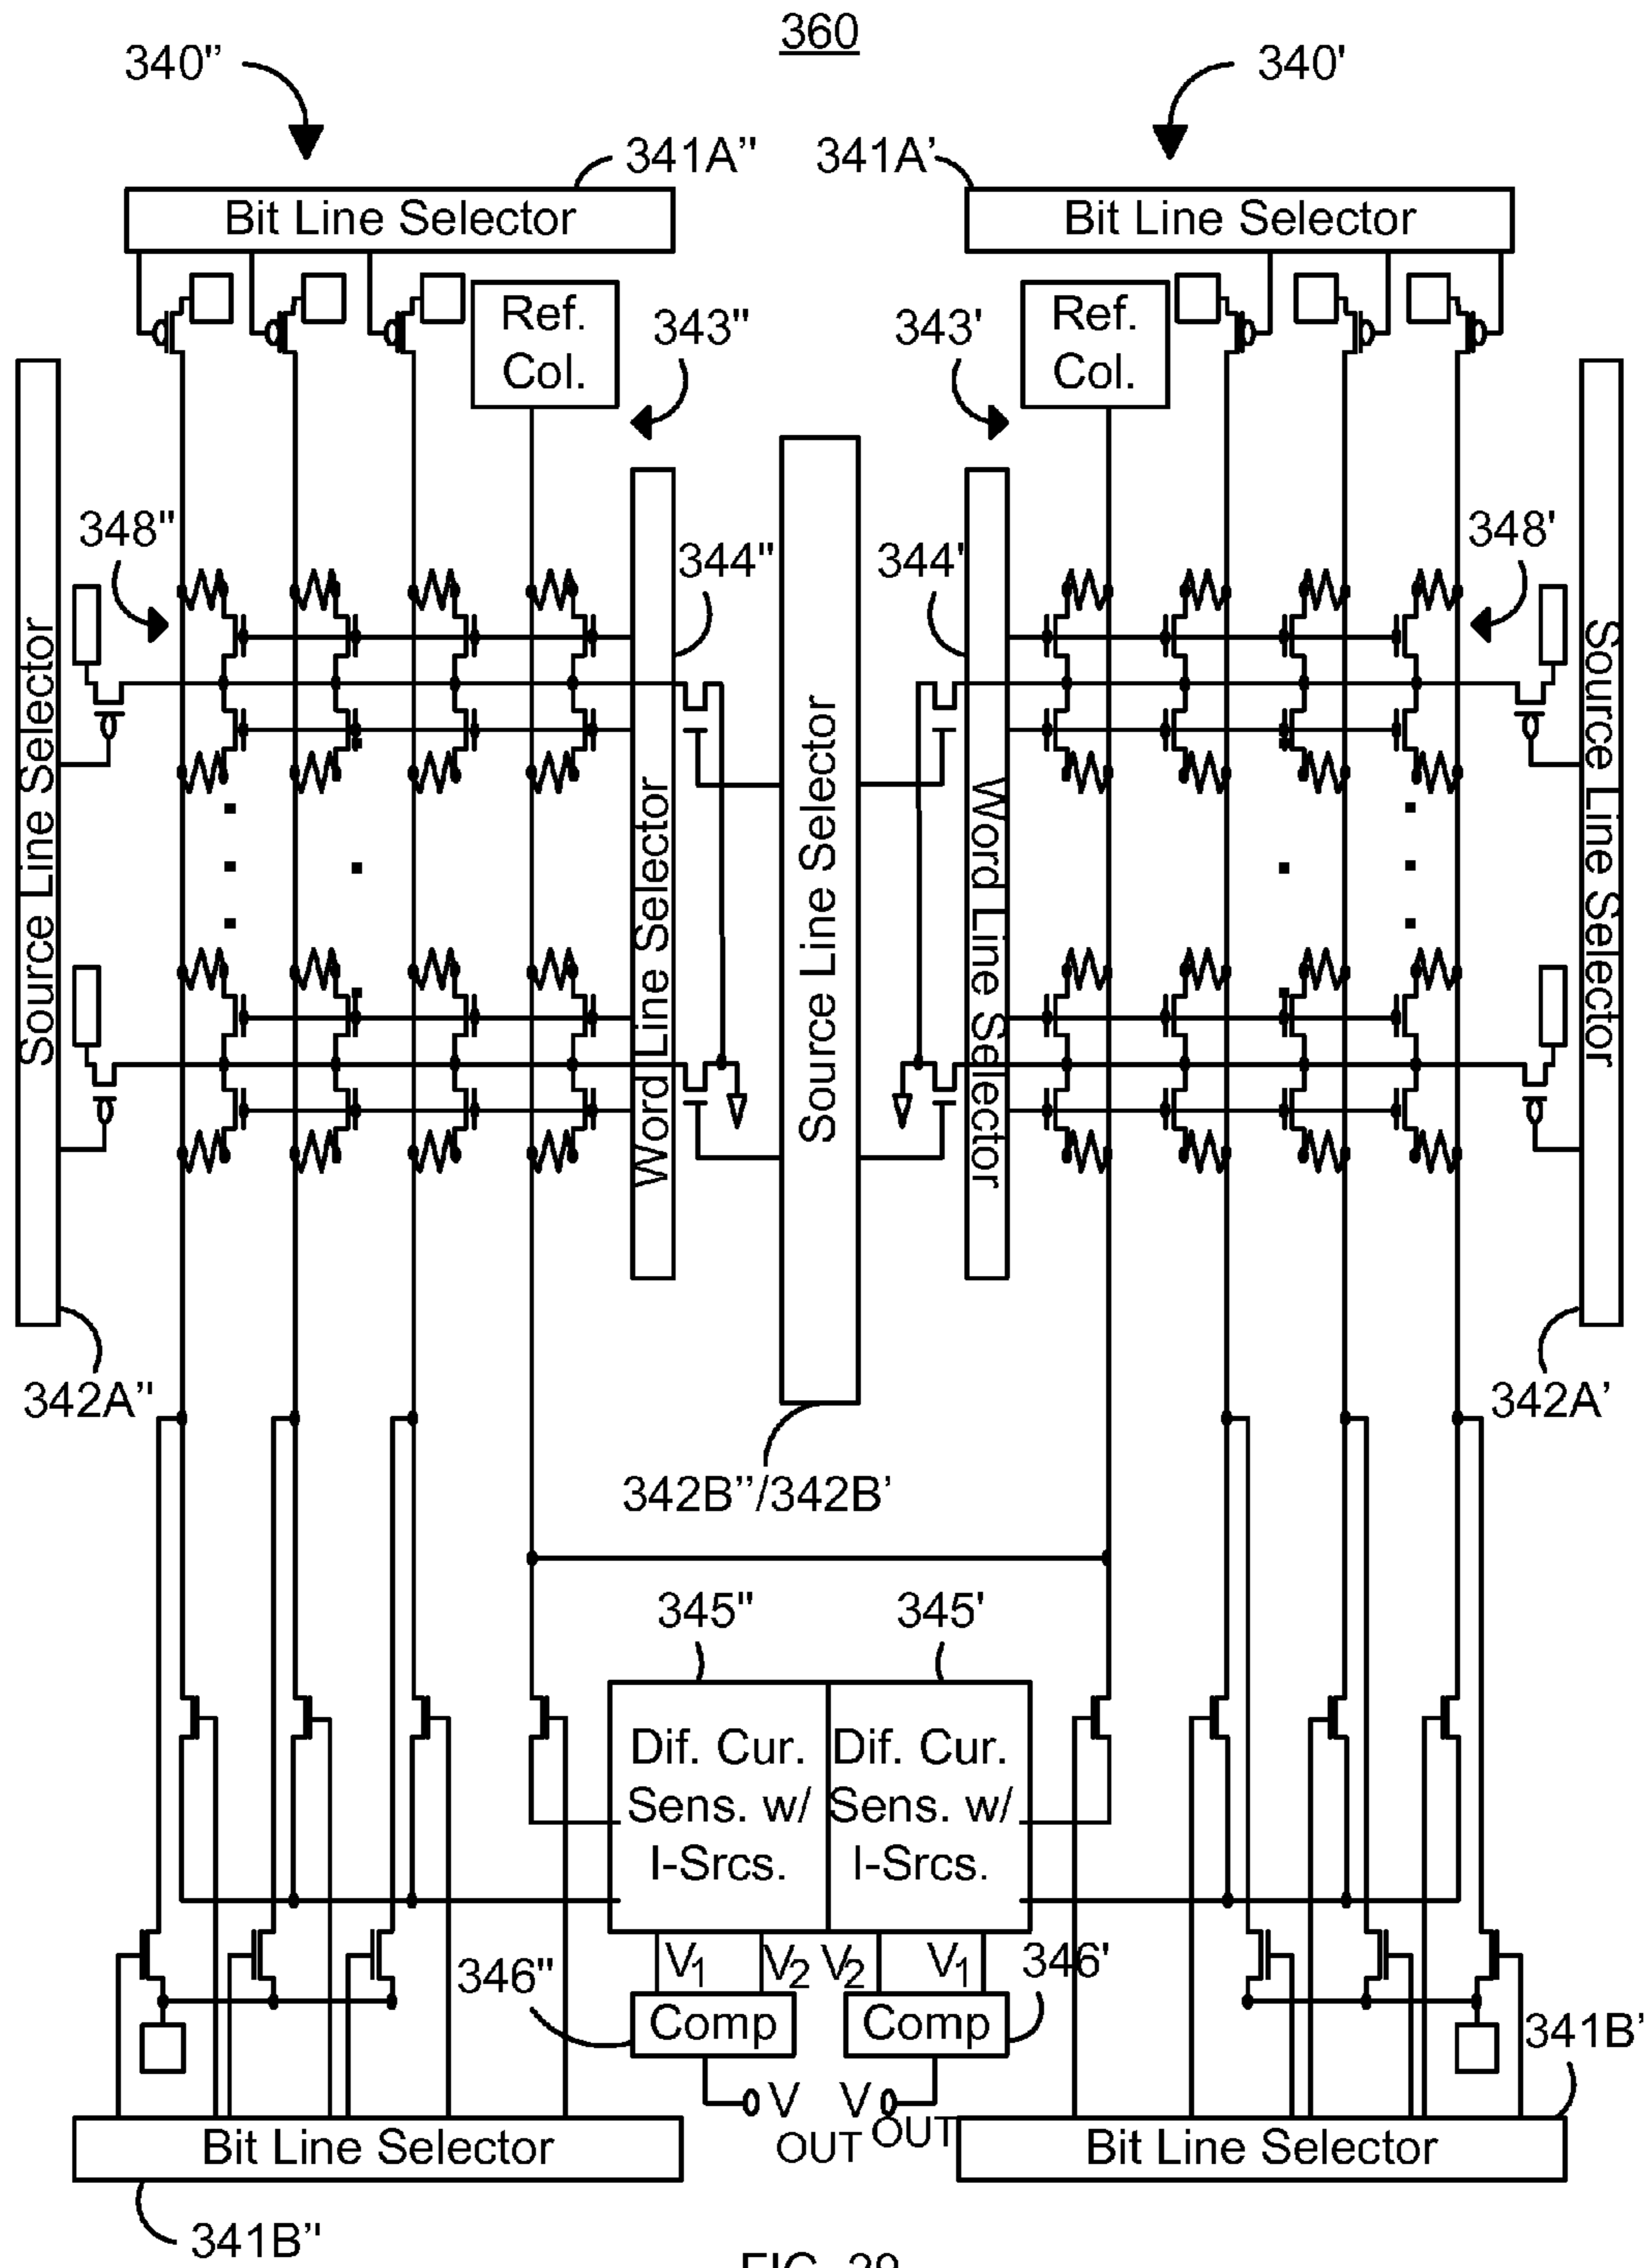 360
340" 340'
341A" 341A'
Bit Line Selector Bit Line Selector
Ref. Col. Ref. Col.
343" 343'
348" 344" 344' 348'
Source Line Selector
Word Line Selector
Source Line Selector
Word Line Selector
Source Line Selector
342A" 342A'
342B"/342B'
345" 345'
Dif. Cur. Dif. Cur.
Sens. w/ Sens. w/
I-Srcs. I-Srcs.
V1 V2 V2 V1
346" 346'
Comp Comp
341B'
V V
OUT OUT
Bit Line Selector Bit Line Selector
341B"